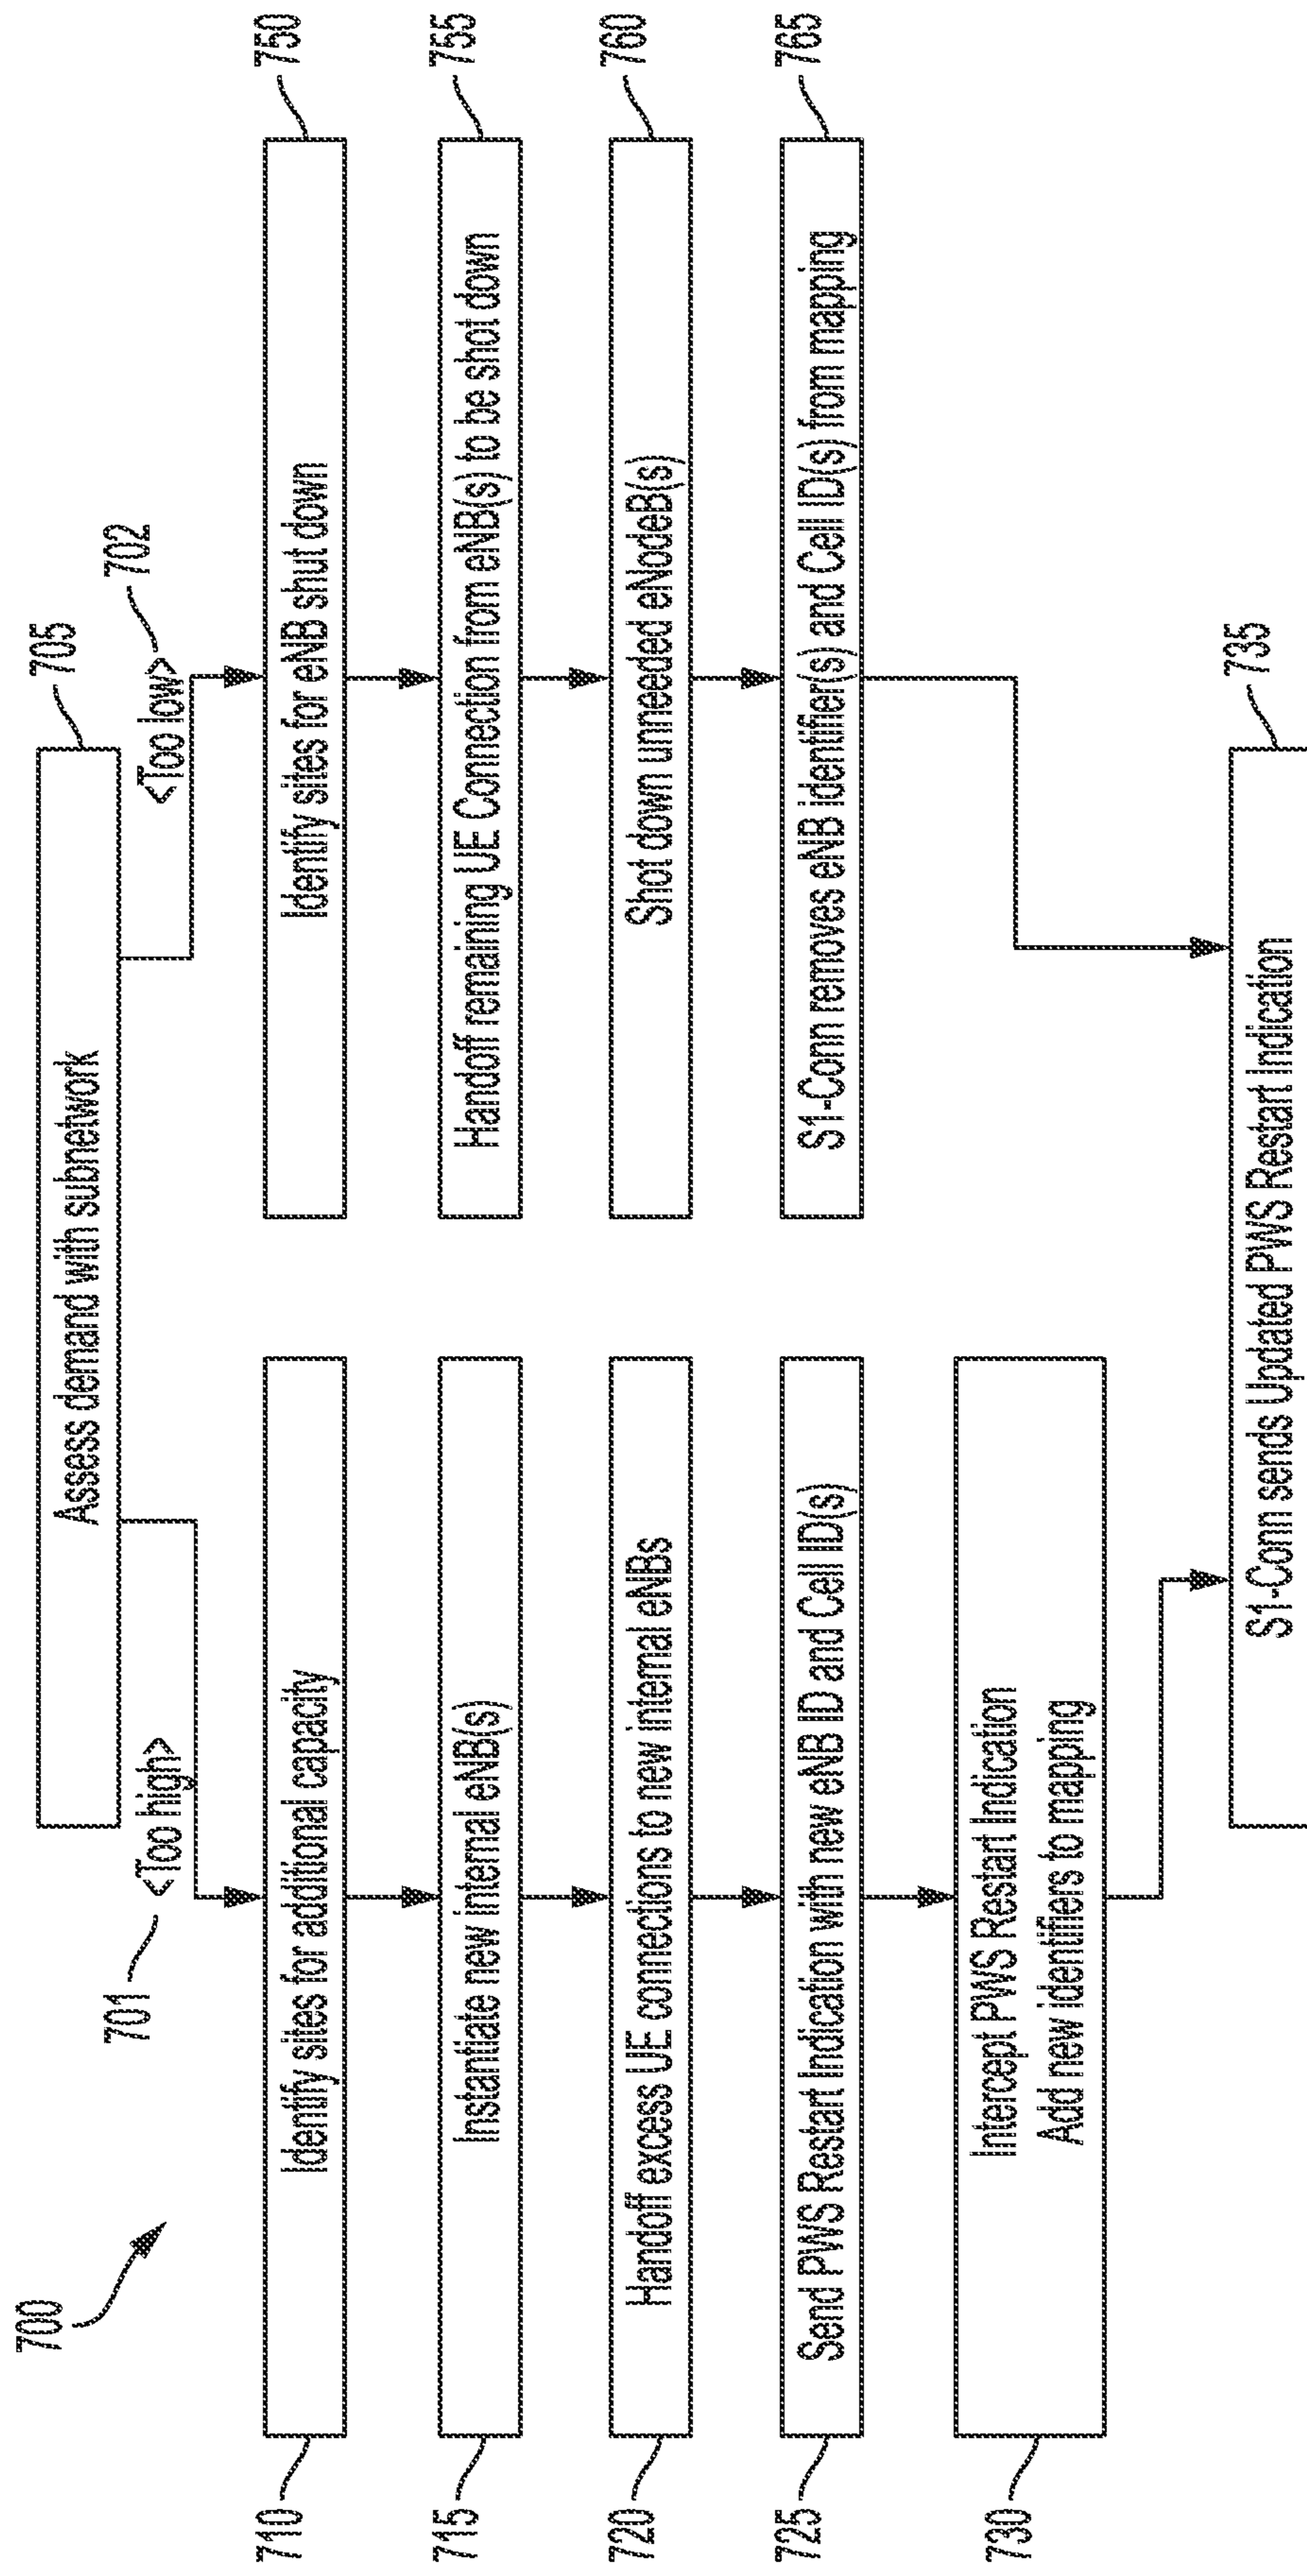 700
705
Assess demand with subnetwork
701
<Too high>
<Too low>
702
710
Identify sites for additional capacity
715
Instantiate new internal eNB(s)
720
Handoff excess UE connections to new internal eNBs
725
Send PWS Restart Indication with new eNB ID and Cell ID(s)
730
Intercept PWS Restart Indication
Add new identifiers to mapping
750
Identify sites for eNB shut down
755
Handoff remaining UE Connection from eNB(s) to be shot down
760
Shot down unneeded eNodeB(s)
765
S1-Conn removes eNB identifier(s) and Cell ID(s) from mapping
735
S1-Conn sends Updated PWS Restart Indication